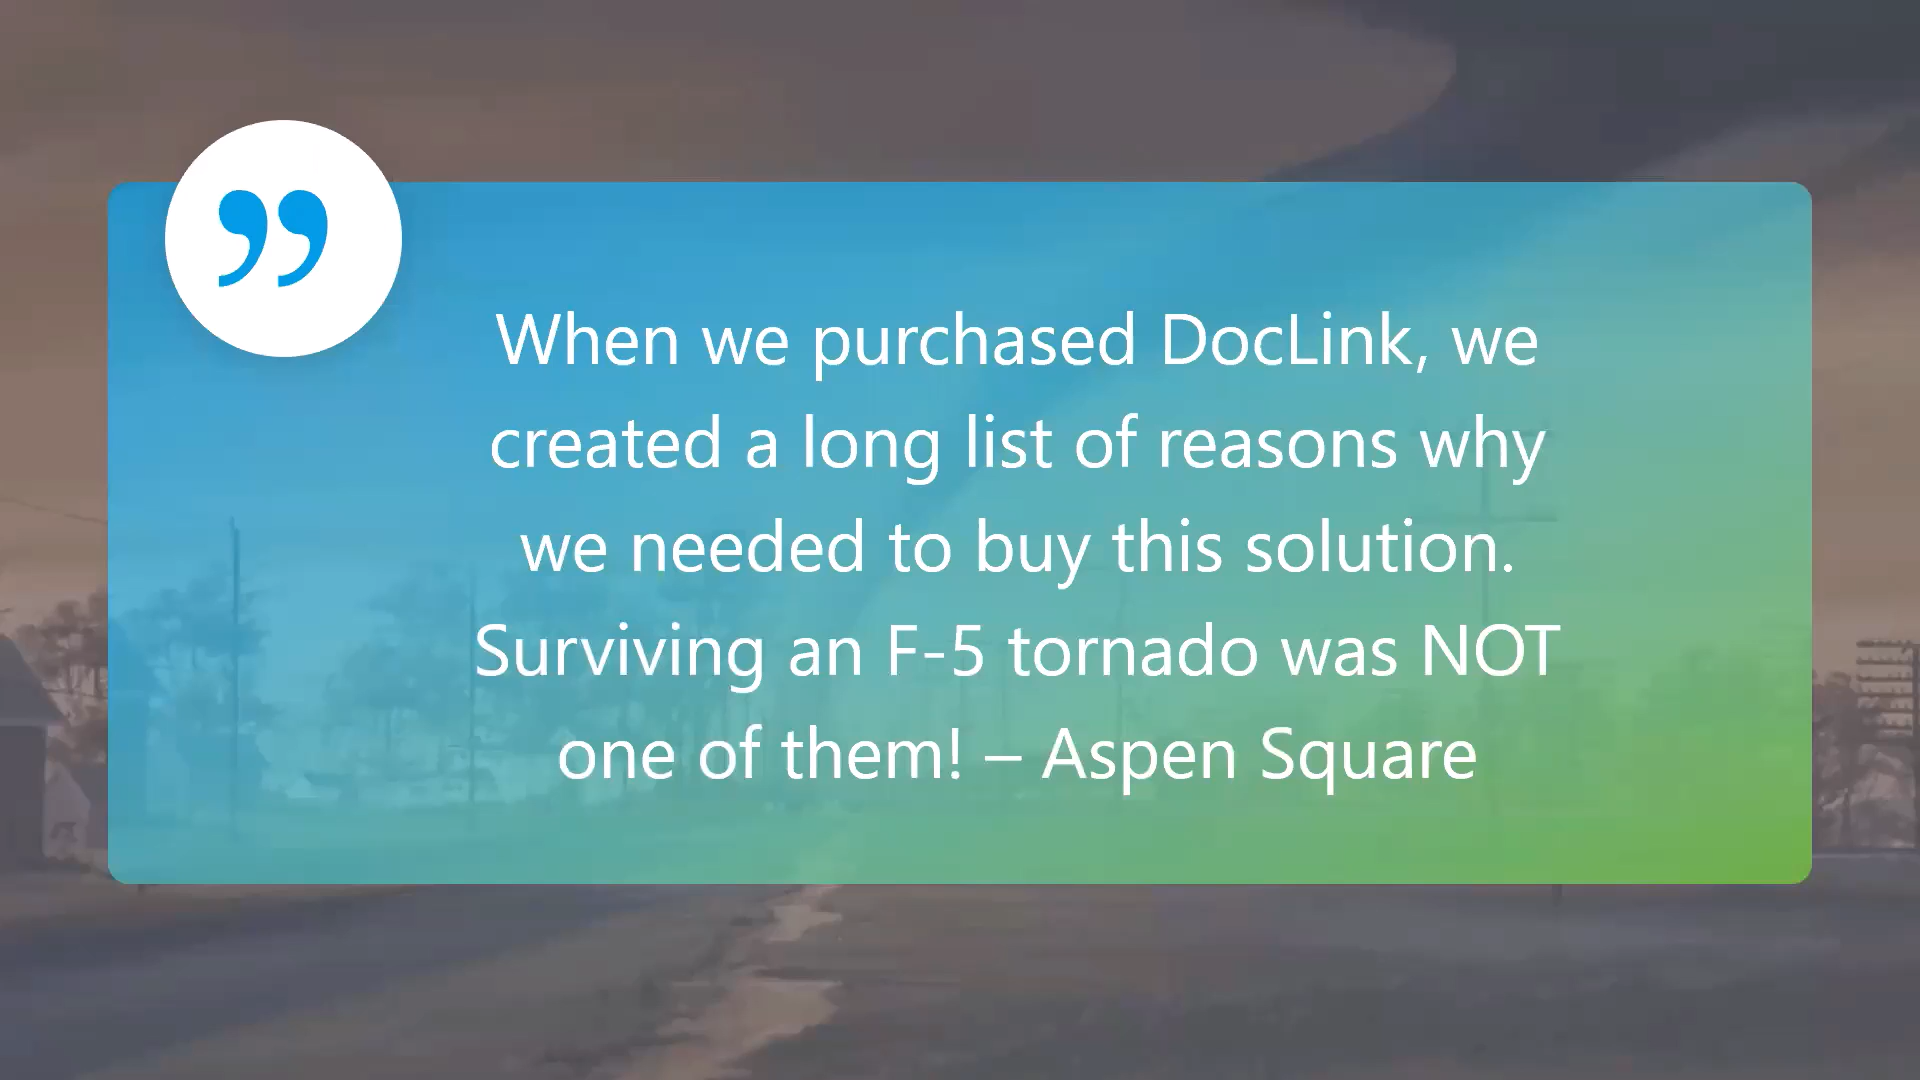 ”
When we purchased DocLink, we
created a long list of reasons why
we needed to buy this solution.
Surviving an F-5 tornado was NOT
one of them! – Aspen Square